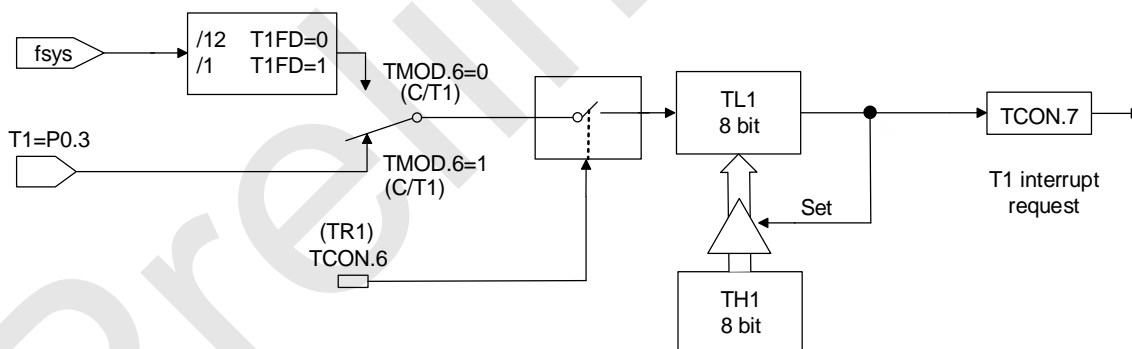 fsys
/12 T1FD=0
/1 T1FD=1
TMOD.6=0
(C/T1)
T1=P0.3
TMOD.6=1
(C/T1)
(TR1)
TCON.6
TL1
8 bit
TCON.7
T1 interrupt
request
Set
TH1
8 bit